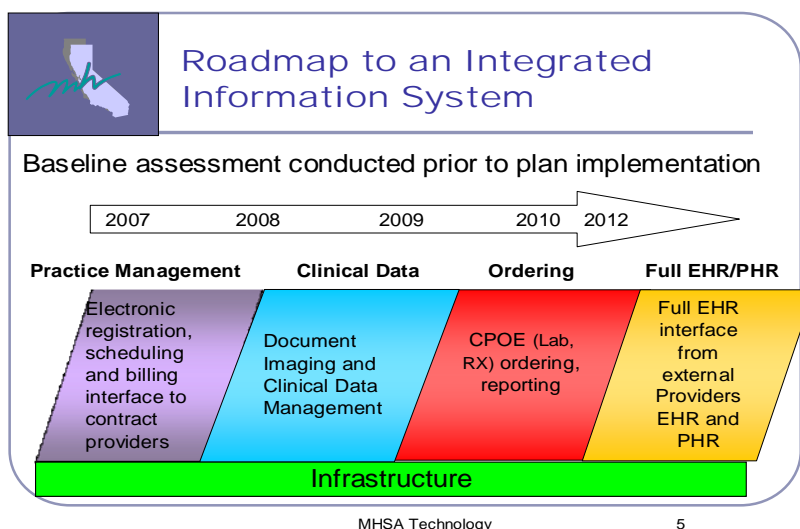 mh
Roadmap to an Integrated
Information System
Baseline assessment conducted prior to plan implementation
2007 2008 2009 2010 2012
Practice Management Clinical Data Ordering Full EHR/PHR
Electronic
registration,
scheduling
and billing
interface to
contract
providers
Document
Imaging and
Clinical Data
Management
CPOE (Lab,
RX) ordering,
reporting
Full EHR
interface
from
external
Providers
EHR and
PHR
Infrastructure
MHSA Technology 5